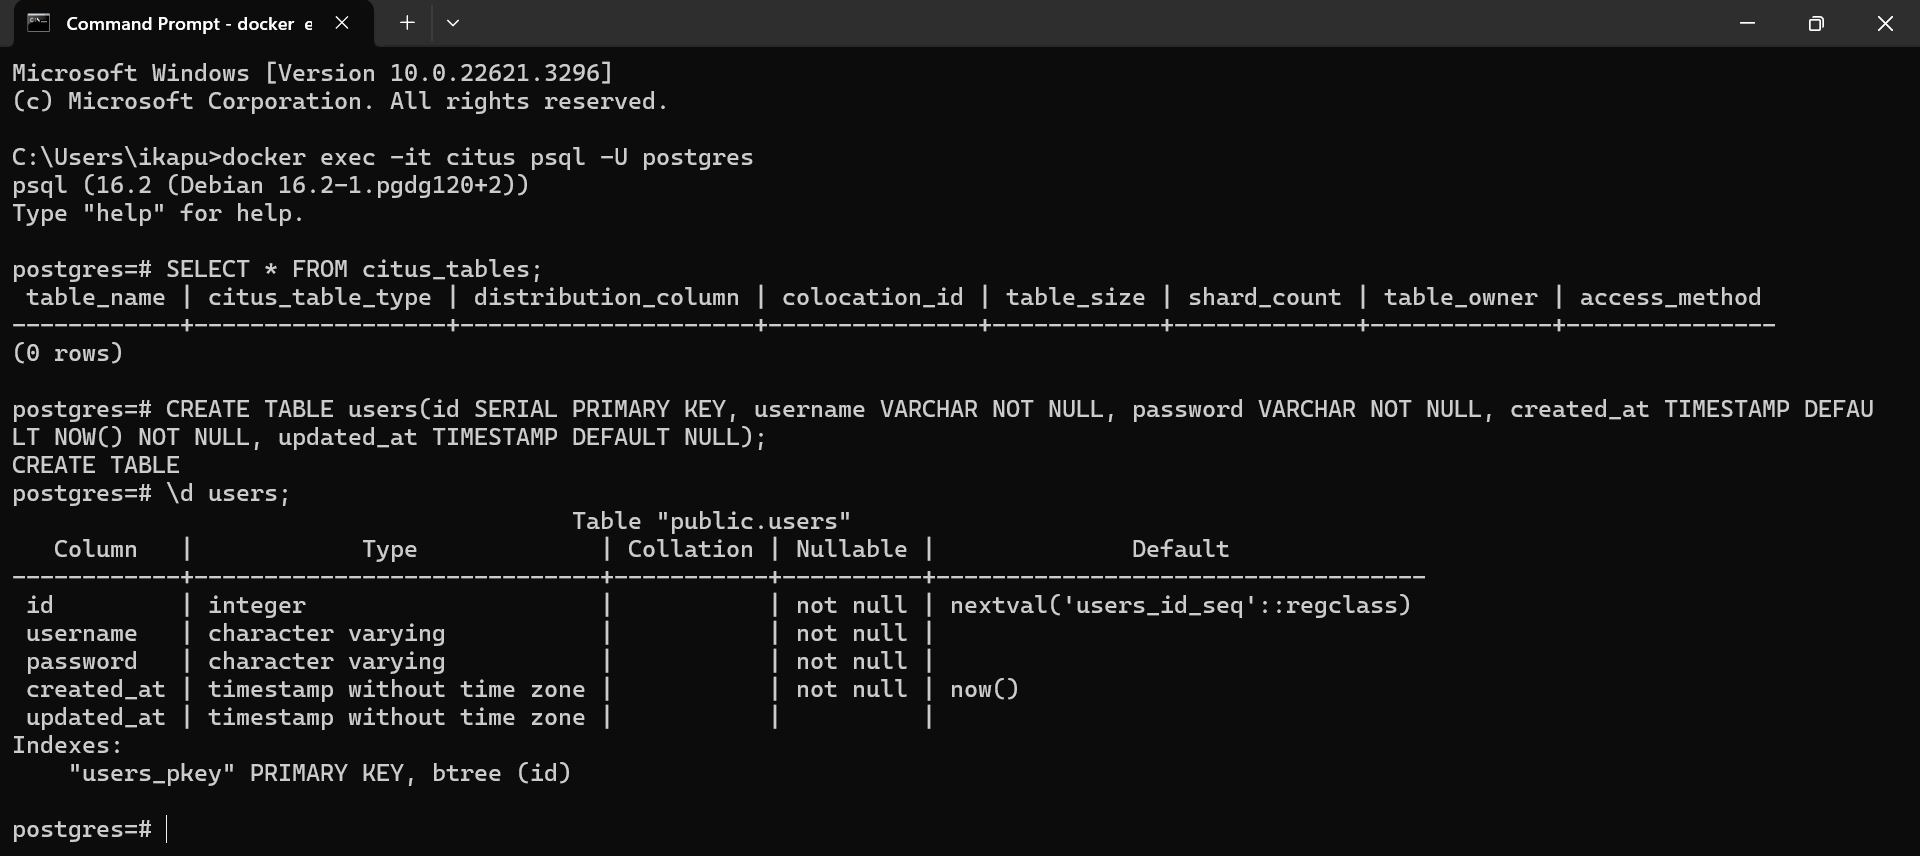 Command Prompt - docker e
Microsoft Windows [Version 10.0.22621.3296]
(c) Microsoft Corporation. All rights reserved.
C:\Users\ikapu>docker exec -it citus psql -U postgres
psql (16.2 (Debian 16.2-1.pgdg120+2))
Type "help" for help.
postgres=# SELECT * FROM citus_tables;
 table_name | citus_table_type | distribution_column | colocation_id | table_size | shard_count | table_owner | access_method
------------+------------------+---------------------+---------------+------------+-------------+-------------+---------------
(0 rows)
postgres=# CREATE TABLE users(id SERIAL PRIMARY KEY, username VARCHAR NOT NULL, password VARCHAR NOT NULL, created_at TIMESTAMP DEFAU
LT NOW() NOT NULL, updated_at TIMESTAMP DEFAULT NULL);
CREATE TABLE
postgres=# \d users;
                                        Table "public.users"
   Column   |            Type             | Collation | Nullable |              Default
------------+-----------------------------+-----------+----------+-----------------------------------
 id         | integer                     |           | not null | nextval('users_id_seq'::regclass)
 username   | character varying           |           | not null |
 password   | character varying           |           | not null |
 created_at | timestamp without time zone |           | not null | now()
 updated_at | timestamp without time zone |           |          |
Indexes:
    "users_pkey" PRIMARY KEY, btree (id)
postgres=#